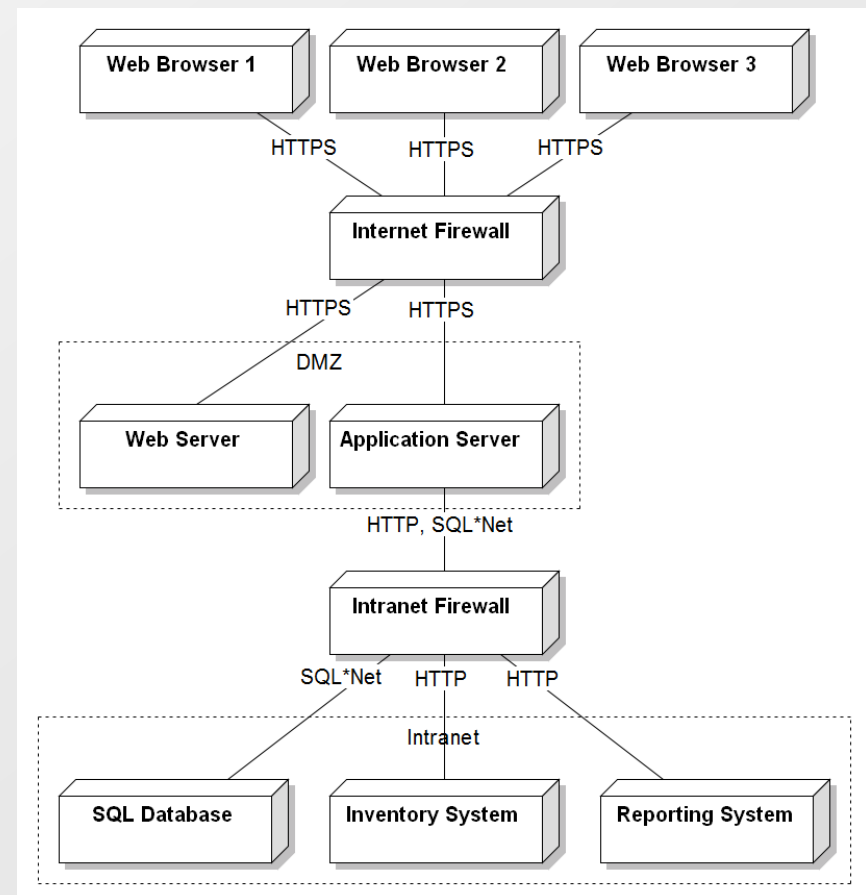 Web Browser 1
Web Browser 2
Web Browser 3
HTTPS
HTTPS
HTTPS
Internet Firewall
HTTPS
HTTPS
DMZ
Web Server
Application Server
HTTP, SQL*Net
Intranet Firewall
SQL*Net
HTTP
HTTP
Intranet
SQL Database
Inventory System
Reporting System